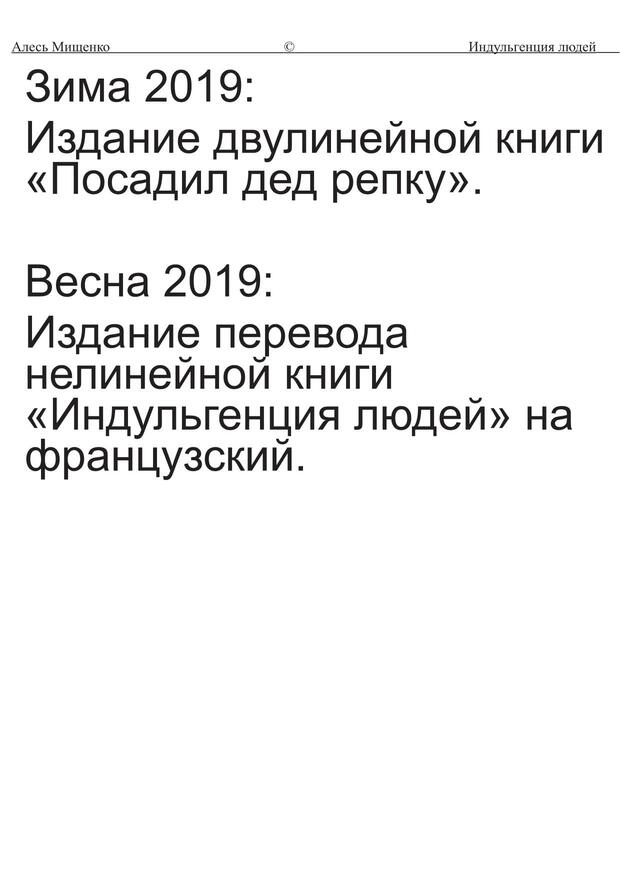 Алесь Мищенко © Индульгенция людей
Зима 2019:
Издание двулинейной книги
«Посадил дед репку».
Весна 2019:
Издание перевода
нелинейной книги
«Индульгенция людей» на
французский.